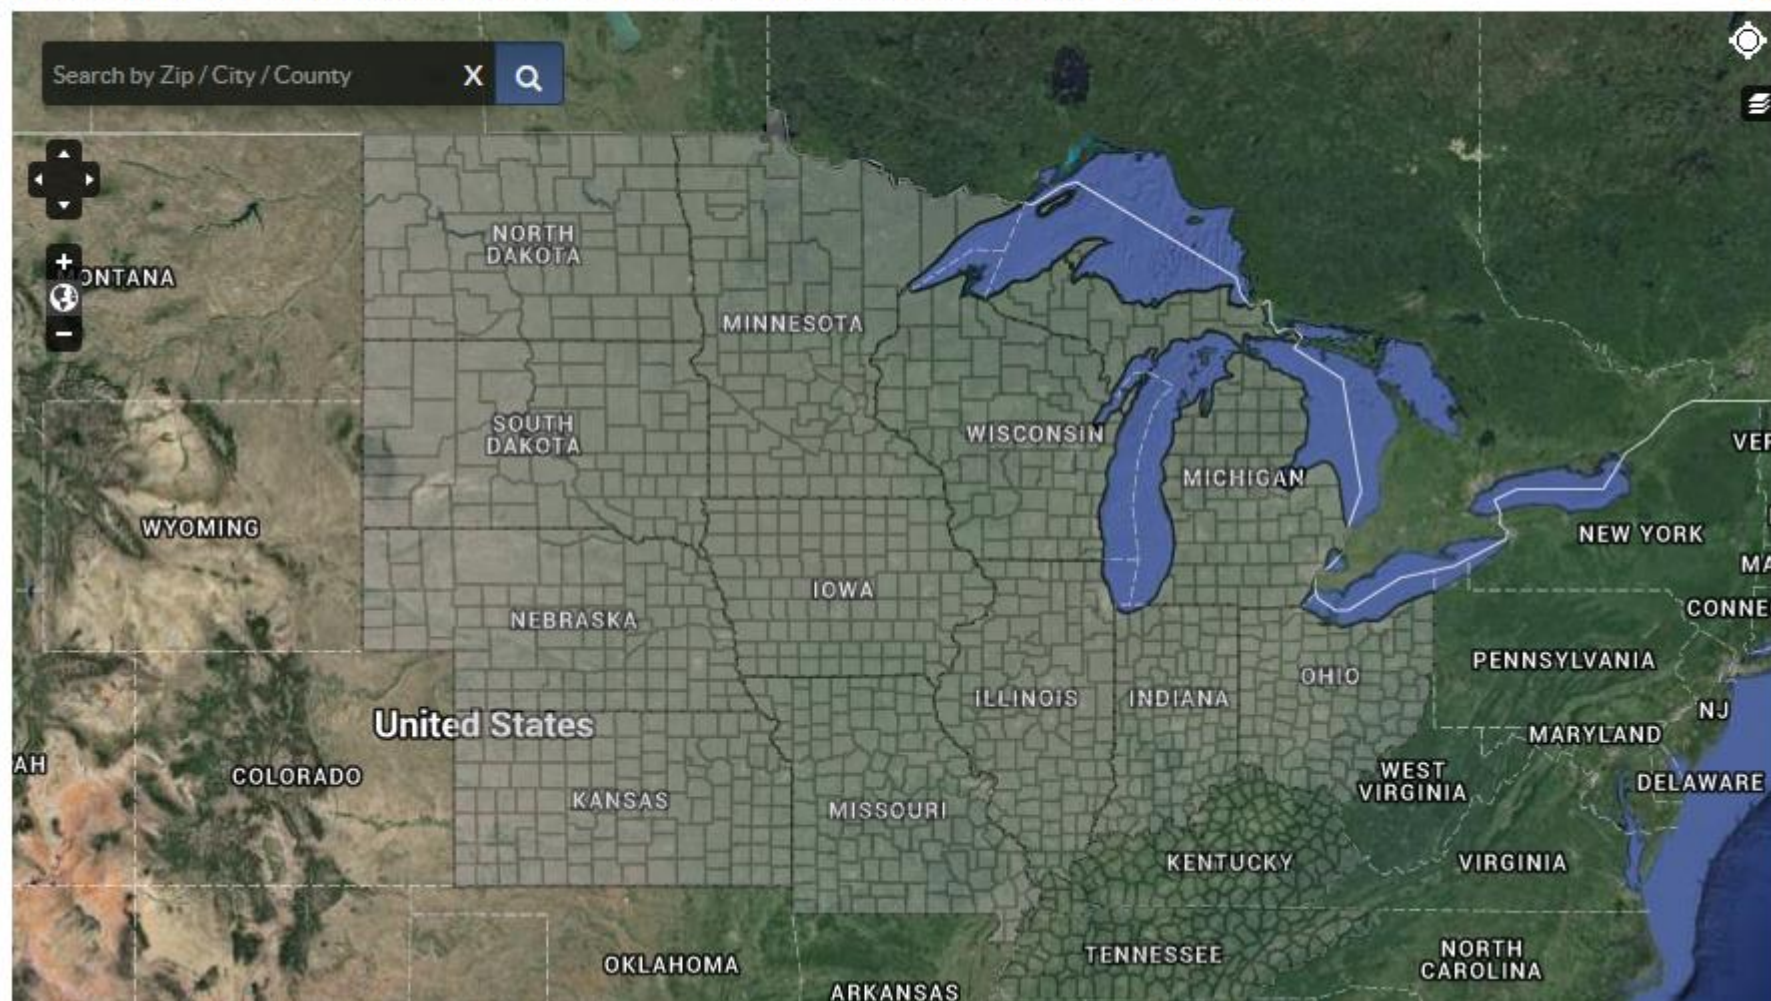 Search by Zip / City / County
X
+
ONTANA
−
NORTH
DAKOTA
MINNESOTA
SOUTH
DAKOTA
WISCONSIN
VER
MICHIGAN
WYOMING
NEW YORK
MA
IOWA
NEBRASKA
CONNE
PENNSYLVANIA
OHIO
ILLINOIS
INDIANA
NJ
United States
MARYLAND
AH
COLORADO
WEST
VIRGINIA
DELAWARE
KANSAS
MISSOURI
KENTUCKY
VIRGINIA
OKLAHOMA
TENNESSEE
NORTH
CAROLINA
ARKANSAS